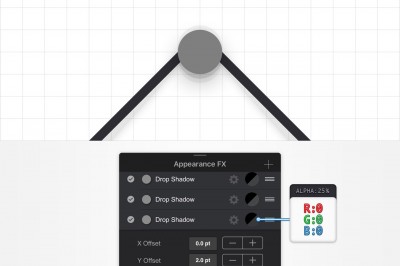 Appearance FX
Drop Shadow
Drop Shadow
Drop Shadow
ALPHA:25%
R:0
G:0
B:0
X Offset 0.0 pt
Y Offset 2.0 pt